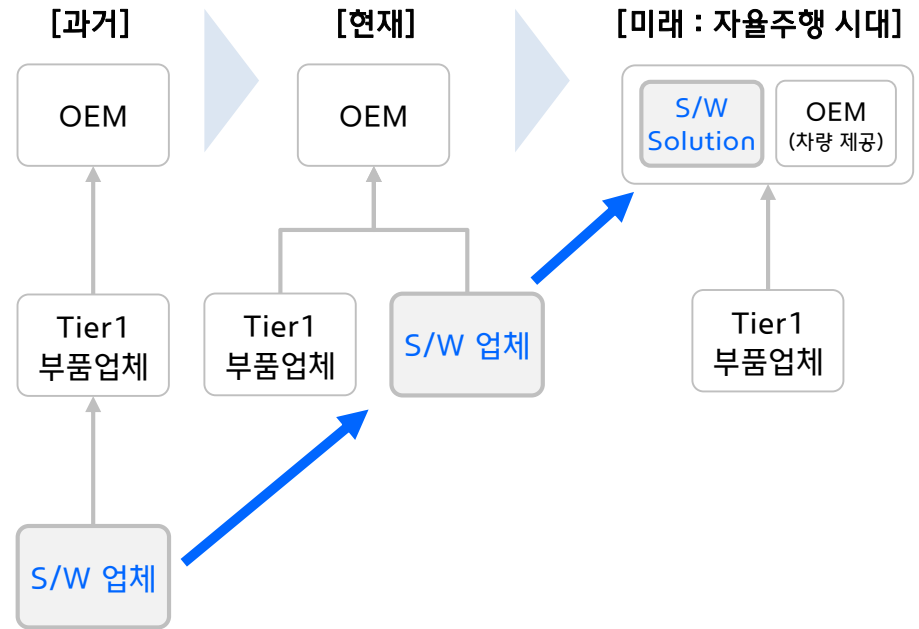 [과거]
[현재]
[미래 : 자율주행 시대]
OEM
OEM
S/W
Solution
OEM
(차량 제공)
Tier1
부품업체
Tier1
부품업체
S/W 업체
Tier1
부품업체
S/W 업체